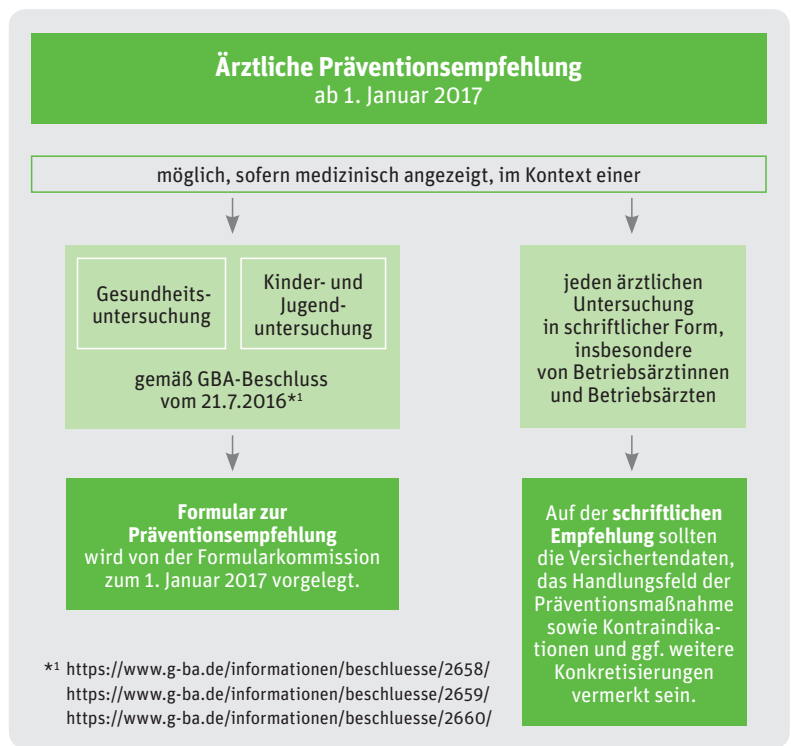 Ärztliche Präventionsempfehlung
ab 1. Januar 2017
möglich, sofern medizinisch angezeigt, im Kontext einer
Gesundheits-
untersuchung
Kinder- und
Jugend-
untersuchung
gemäß GBA-Beschluss
vom 21.7.2016*1
Formular zur
Präventionsempfehlung
wird von der Formularkommission
zum 1. Januar 2017 vorgelegt.
jeden ärztlichen
Untersuchung
in schriftlicher Form,
insbesondere
von Betriebsärztinnen
und Betriebsärzten
Auf der schriftlichen
Empfehlung sollten
die Versichertendaten,
das Handlungsfeld der
Präventionsmaßnahme
sowie Kontraindika-
tionen und ggf. weitere
Konkretisierungen
vermerkt sein.
*1 https://www.g-ba.de/informationen/beschluesse/2658/
https://www.g-ba.de/informationen/beschluesse/2659/
https://www.g-ba.de/informationen/beschluesse/2660/